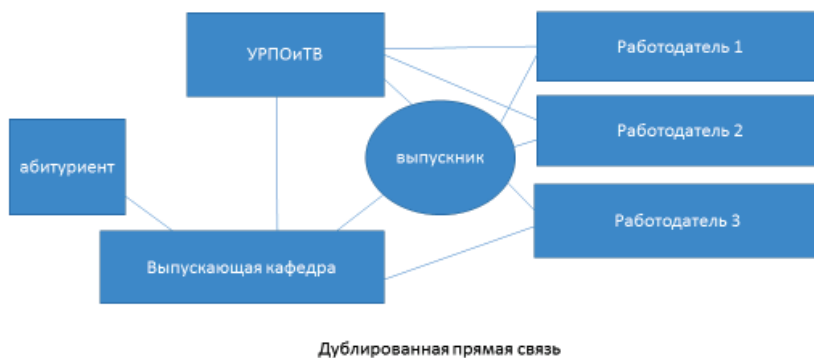 УРПОиТВ
Работодатель 1
Работодатель 2
выпускник
абитуриент
Работодатель 3
Выпускающая кафедра
Дублированная прямая связь